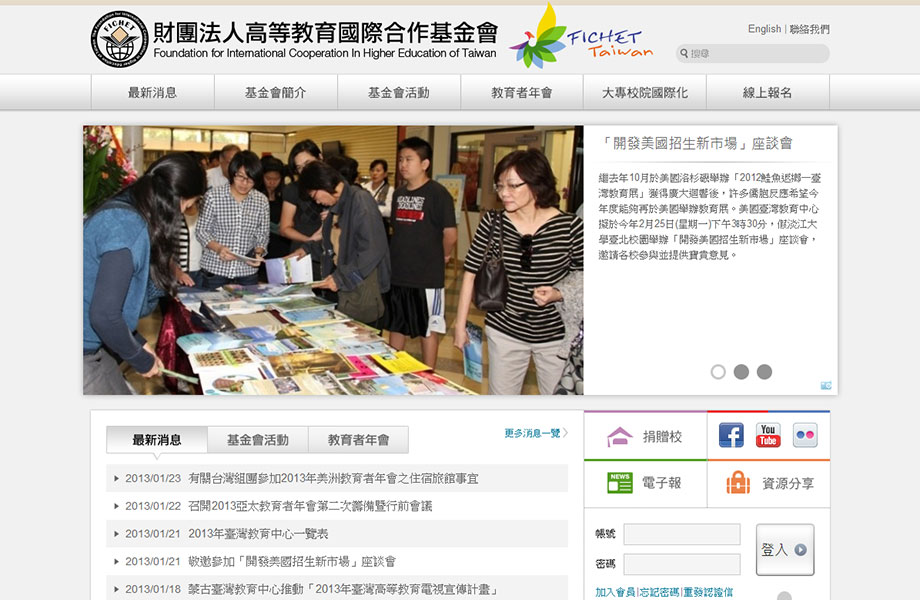 財團法人高等教育國際合作基金會
Foundation for International Cooperation In Higher Education of Taiwan
FICHET
FICHET
Taiwan
English | 聯絡我們
搜尋
最新消息
基金會簡介
基金會活動
教育者年會
大專校院國際化
線上報名
「開發美國招生新市場」座談會
繼去年10月於美國洛杉磯舉辦「2012鮭魚返鄉─臺
灣教育展」獲得廣大迴響後，許多僑胞反應希望今
年度能夠再於美國舉辦教育展。美國臺灣教育中心
擬於今年2月25日(星期一)下午3時30分，假淡江大
學臺北校園舉辦「開發美國招生新市場」座談會，
邀請各校參與並提供寶貴意見。
HEADLINES
最新消息
基金會活動
教育者年會
更多消息一覽
2013/01/23 有關台灣組團參加2013年美洲教育者年會之住宿旅館事宜
2013/01/22 召開2013亞太教育者年會第二次籌備暨行前會議
2013/01/21 2013年臺灣教育中心一覽表
2013/01/21 敬邀參加「開發美國招生新市場」座談會
2013/01/18 蒙古臺灣教育中心推動「2013年臺灣高等教育電視宣傳計畫」
捐贈校
You
Tube
NEWS
電子報
資源分享
帳號
密碼
登入
加入會員|忘記密碼|重發認證信